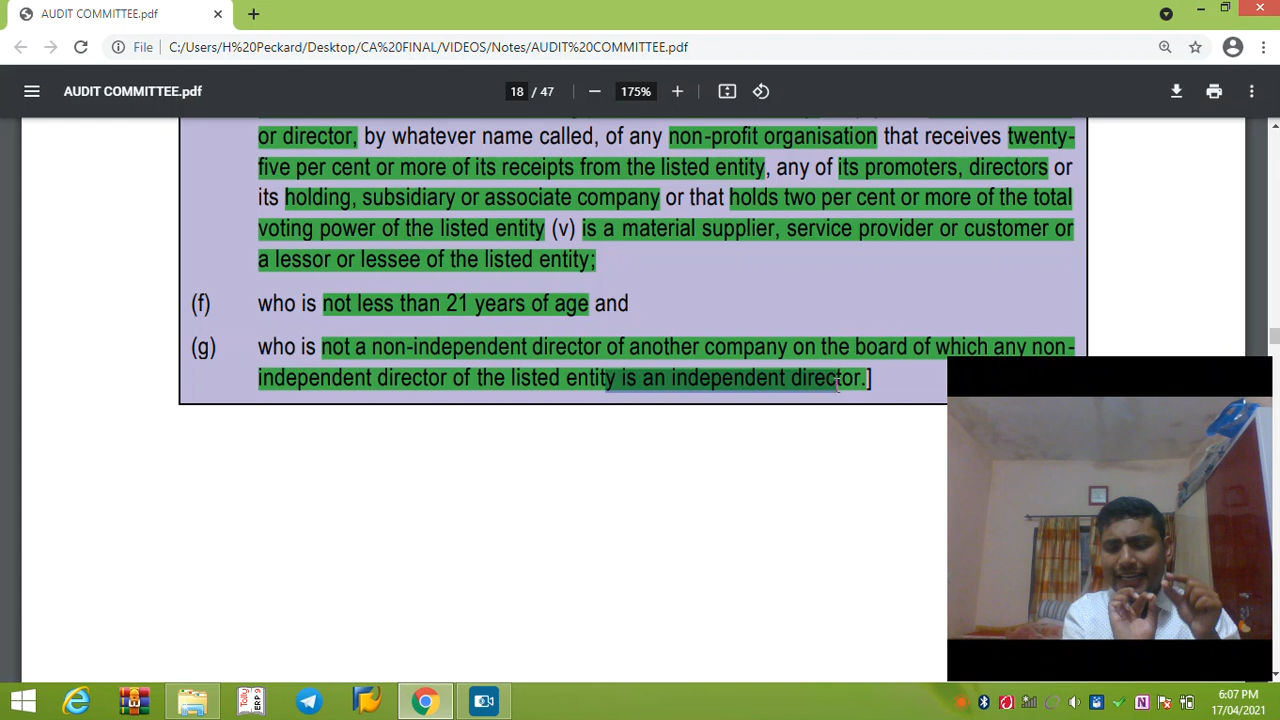 AUDIT COMMITTEE.pdf
File C:/Users/H%20Peckard/Desktop/CA%20FINAL/VIDEOS/Notes/AUDIT%20COMMITTEE.pdf
AUDIT COMMITTEE.pdf 18 / 47 175%
or director, by whatever name called, of any non-profit organisation that receives twenty-
five per cent or more of its receipts from the listed entity, any of its promoters, directors or
its holding, subsidiary or associate company or that holds two per cent or more of the total
voting power of the listed entity (v) is a material supplier, service provider or customer or
a lessor or lessee of the listed entity;
(f) who is not less than 21 years of age and
(g) who is not a non-independent director of another company on the board of which any non-
independent director of the listed entity is an independent director.]
Tally
ERP 9
N
6:07 PM
17/04/2021